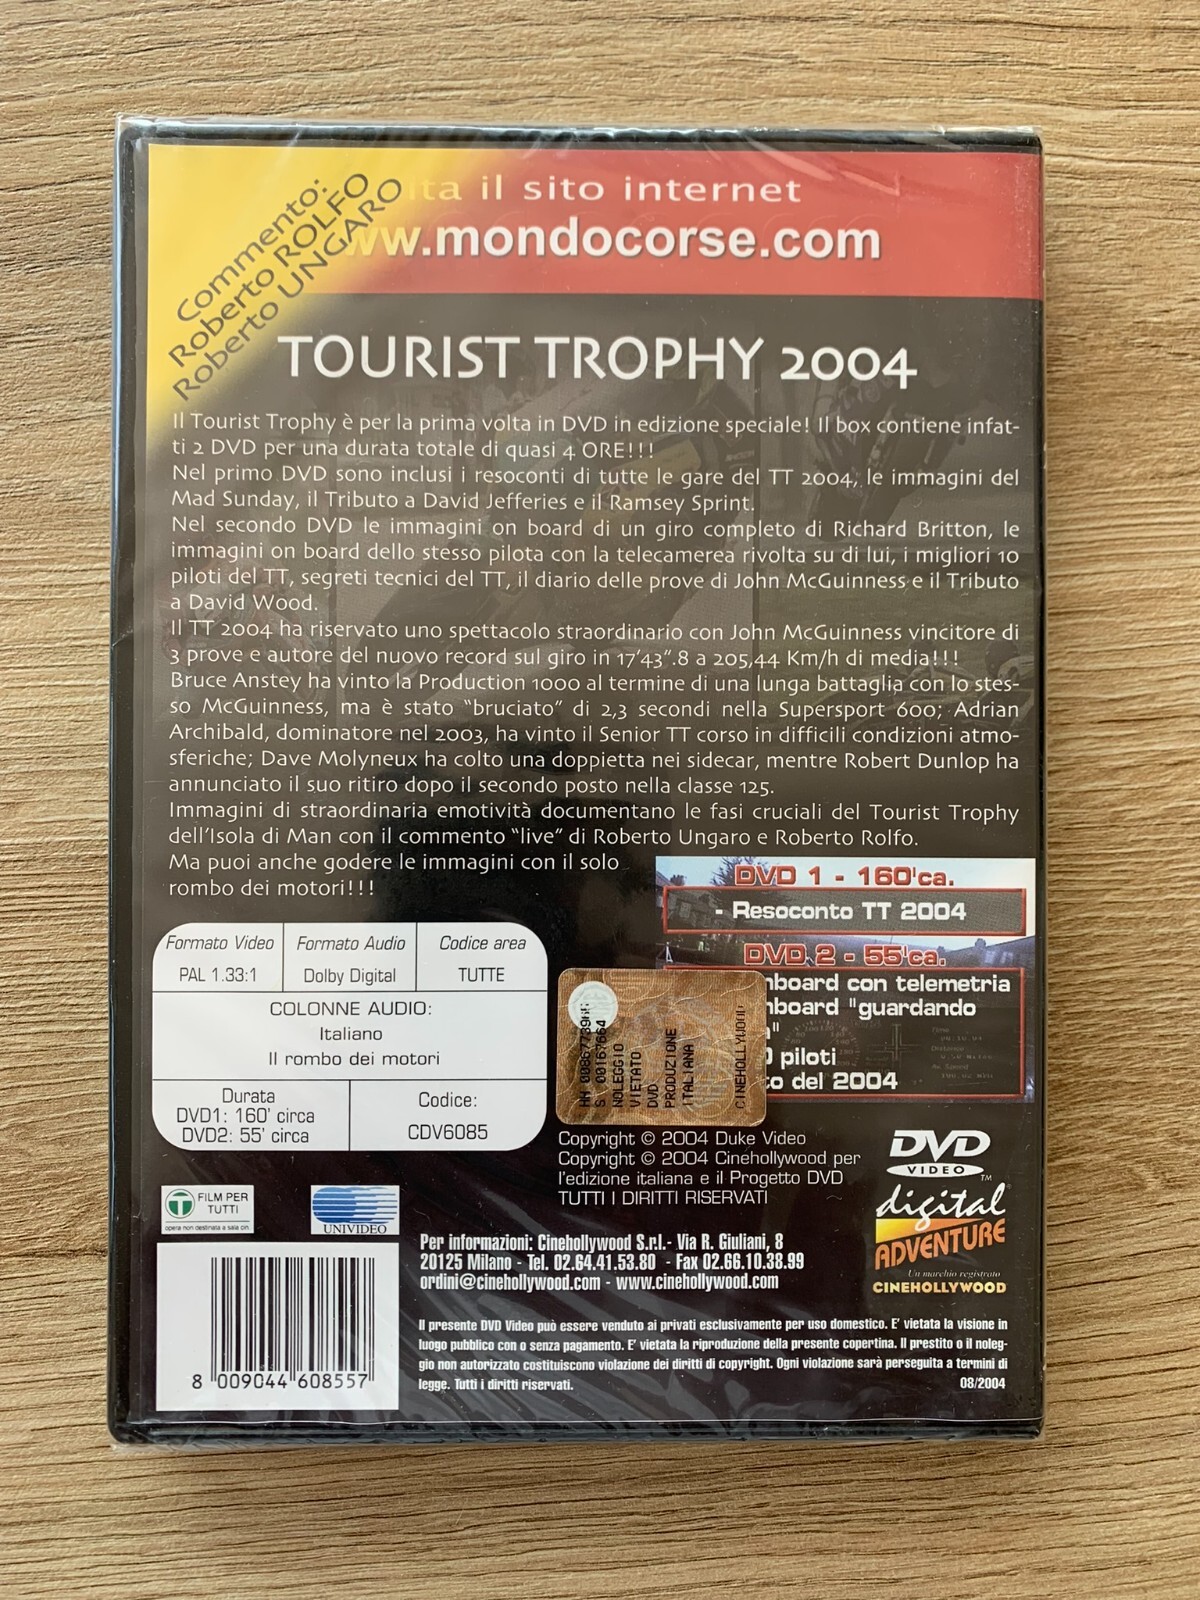 Commento:
Roberto ROLFO
Roberto UNGARO
il sito internet
www.mondocorse.com
TOURIST TROPHY 2004
Il Tourist Trophy è per la prima volta in DVD in edizione speciale! Il box contiene infat-
ti 2 DVD per una durata totale di quasi 4 ORE!!!
Nel primo DVD sono inclusi i resoconti di tutte le gare del TT 2004, le immagini del
Mad Sunday, il Tributo a David Jefferies e il Ramsey Sprint.
Nel secondo DVD le immagini on board di un giro completo di Richard Britton, le
immagini on board dello stesso pilota con la telecamerea rivolta su di lui, i migliori 10
piloti del TT, segreti tecnici del TT, il diario delle prove di John McGuinness e il Tributo
a David Wood.
Il TT 2004 ha riservato uno spettacolo straordinario con John McGuinness vincitore di
3 prove e autore del nuovo record sul giro in 17'43".8 a 205,44 Km/h di media!!!
Bruce Anstey ha vinto la Production 1000 al termine di una lunga battaglia con lo stes-
so McGuinness, ma è stato "bruciato" di 2,3 secondi nella Supersport 600; Adrian
Archibald, dominatore nel 2003, ha vinto il Senior TT corso in difficili condizioni atmo-
sferiche; Dave Molyneux ha colto una doppietta nei sidecar, mentre Robert Dunlop ha
annunciato il suo ritiro dopo il secondo posto nella classe 125.
Immagini di straordinaria emotività documentano le fasi cruciali del Tourist Trophy
dell'Isola di Man con il commento "live" di Roberto Ungaro e Roberto Rolfo.
Ma puoi anche godere le immagini con il solo
rombo dei motori!!!
DVD 1 - 160'ca.
- Resoconto TT 2004
DVD 2 - 55'ca.
nboard con telemetria
nboard "guardando
piloti
to del 2004
Formato Video
PAL 1.33:1
Formato Audio
Dolby Digital
Codice area
TUTTE
COLONNE AUDIO:
Italiano
Il rombo dei motori
Durata
DVD1: 160' circa
DVD2: 55' circa
Codice:
CDV6085
S. 00167664
NOLEGGIO
VIETATO
DVD
PRODUZIONE
ITALIANA
CINEHOLLYWOOD
Copyright © 2004 Duke Video
Copyright © 2004 Cinehollywood per
l'edizione italiana e il Progetto DVD
TUTTI I DIRITTI RISERVATI
DVD
VIDEO
TM
digital
ADVENTURE
Un marchio registrato
CINEHOLLYWOOD
T
FILM PER
TUTTI
opera non destinata a sala cin.
UNIVIDEO
Per informazioni: Cinehollywood S.r.l.- Via R. Giuliani, 8
20125 Milano - Tel. 02.64.41.53.80 - Fax 02.66.10.38.99
ordini@cinehollywood.com - www.cinehollywood.com
Il presente DVD Video può essere venduto ai privati esclusivamente per uso domestico. E' vietata la visione in
luogo pubblico con o senza pagamento. E' vietata la riproduzione della presente copertina. Il prestito o il noleg-
gio non autorizzato costituiscono violazione dei diritti di copyright. Ogni violazione sarà perseguita a termini di
legge. Tutti i diritti riservati.
08/2004
8 009044 608557